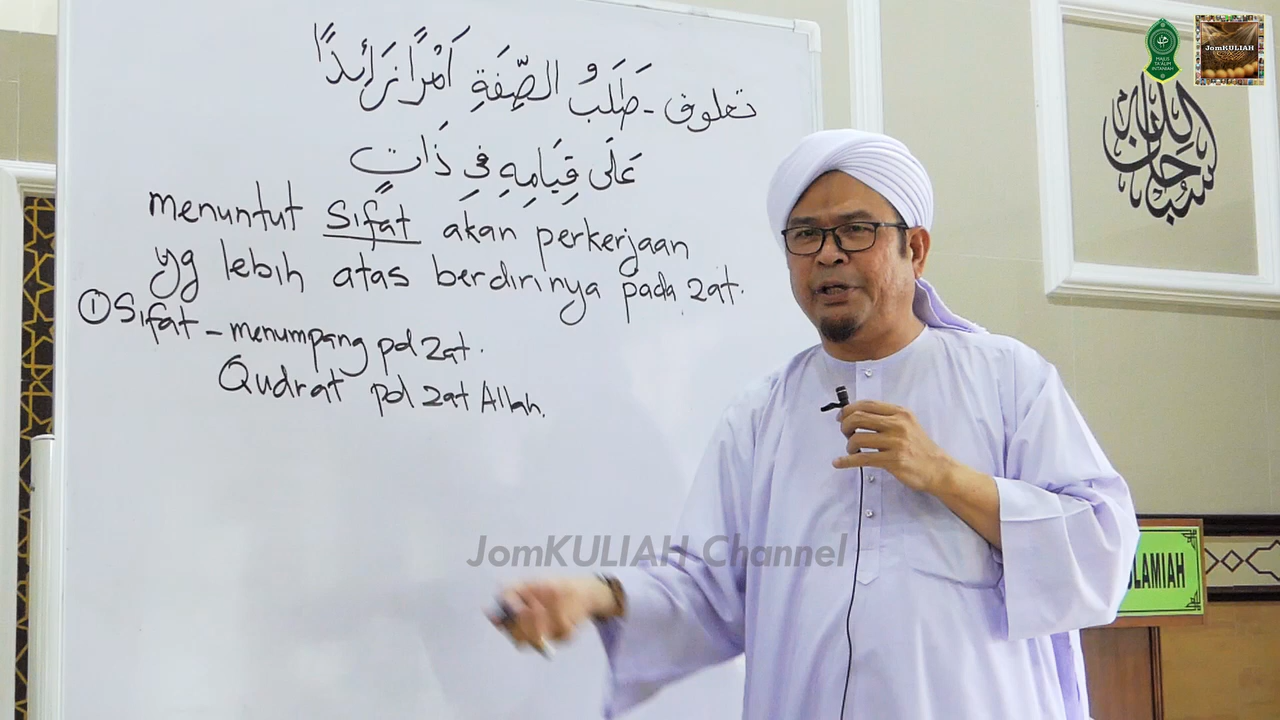 تعلوق - طَلَبُ الصِّفَةِ أَمْرًا زَائِدًا
عَلَى قِيَامِهِ فِي ذَاتٍ
menuntut Sifat akan perkerjaan
yg lebih atas berdirinya pada zat.
① Sifat - menumpang pd zat.
Qudrat pd zat Allah.
JomKULIAH Channel
JomKULIAH
سبحان الله
LAMIAH